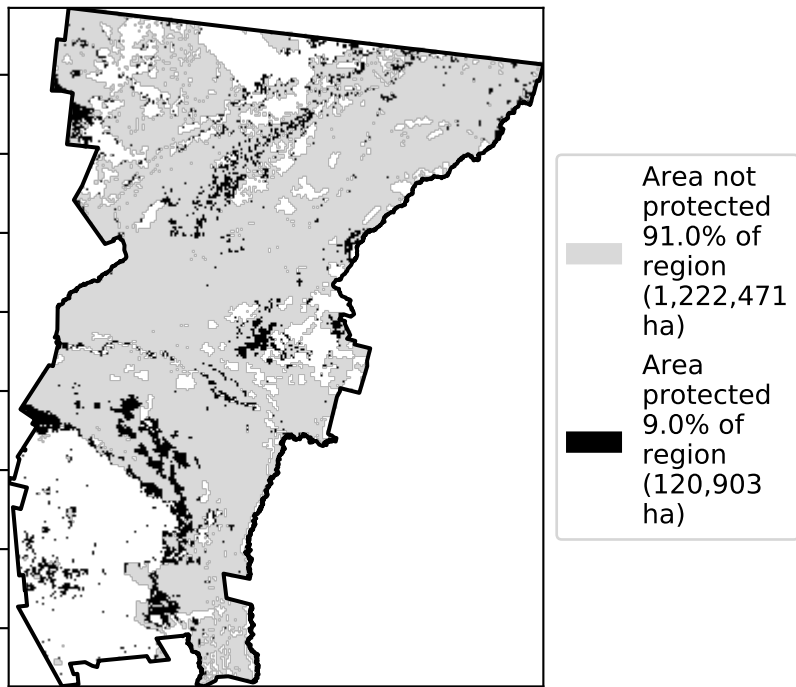 Area not
protected
91.0% of
region
(1,222,471
ha)
Area
protected
9.0% of
region
(120,903
ha)